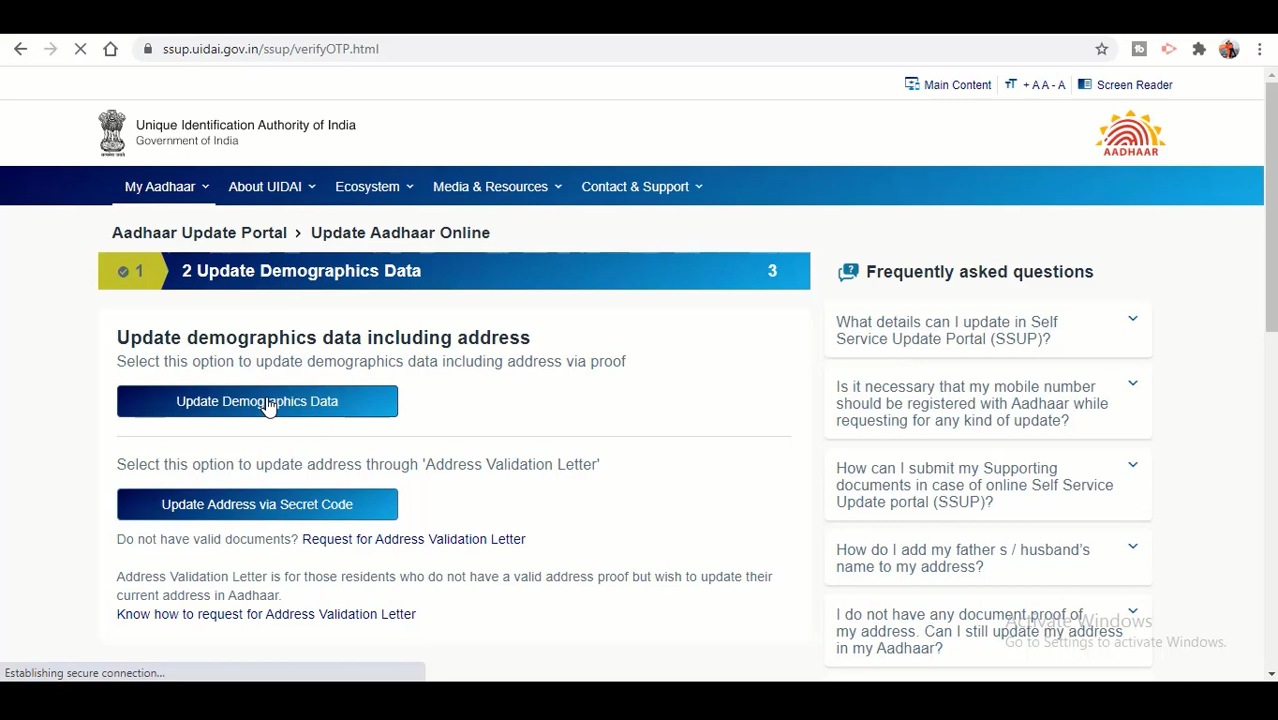 ssup.uidai.gov.in/ssup/verifyOTP.html
Main Content
+ A A - A
Screen Reader
Unique Identification Authority of India
Government of India
AADHAAR
My Aadhaar
About UIDAI
Ecosystem
Media & Resources
Contact & Support
Aadhaar Update Portal > Update Aadhaar Online
1
2 Update Demographics Data
3
Update demographics data including address
Select this option to update demographics data including address via proof
Update Demographics Data
Select this option to update address through 'Address Validation Letter'
Update Address via Secret Code
Do not have valid documents? Request for Address Validation Letter
Address Validation Letter is for those residents who do not have a valid address proof but wish to update their
current address in Aadhaar.
Know how to request for Address Validation Letter
Frequently asked questions
What details can I update in Self
Service Update Portal (SSUP)?
Is it necessary that my mobile number
should be registered with Aadhaar while
requesting for any kind of update?
How can I submit my Supporting
documents in case of online Self Service
Update portal (SSUP)?
How do I add my father s / husband's
name to my address?
I do not have any document proof of
my address. Can I still update my address
in my Aadhaar?
Activate Windows
Go to Settings to activate Windows.
Establishing secure connection...